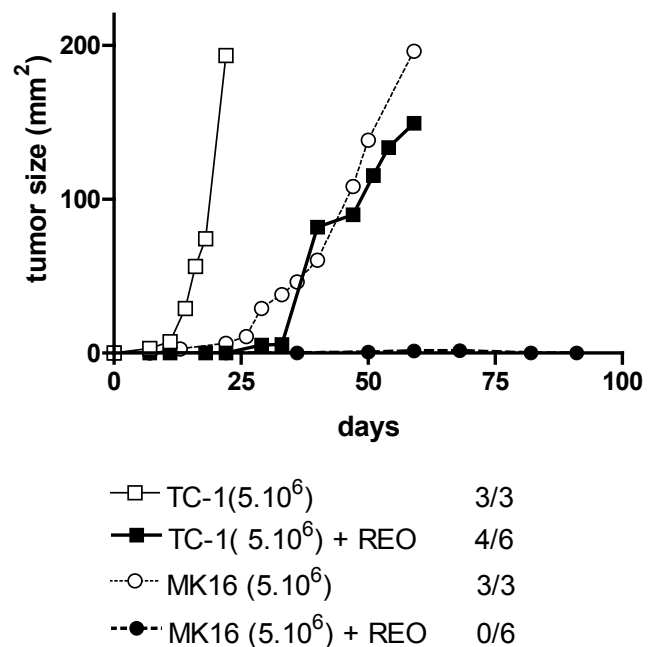 tumor size (mm²)
200
100
0
0 25 50 75 100
days
TC-1(5.10⁶) 3/3
TC-1( 5.10⁶) + REO 4/6
MK16 (5.10⁶) 3/3
MK16 (5.10⁶) + REO 0/6